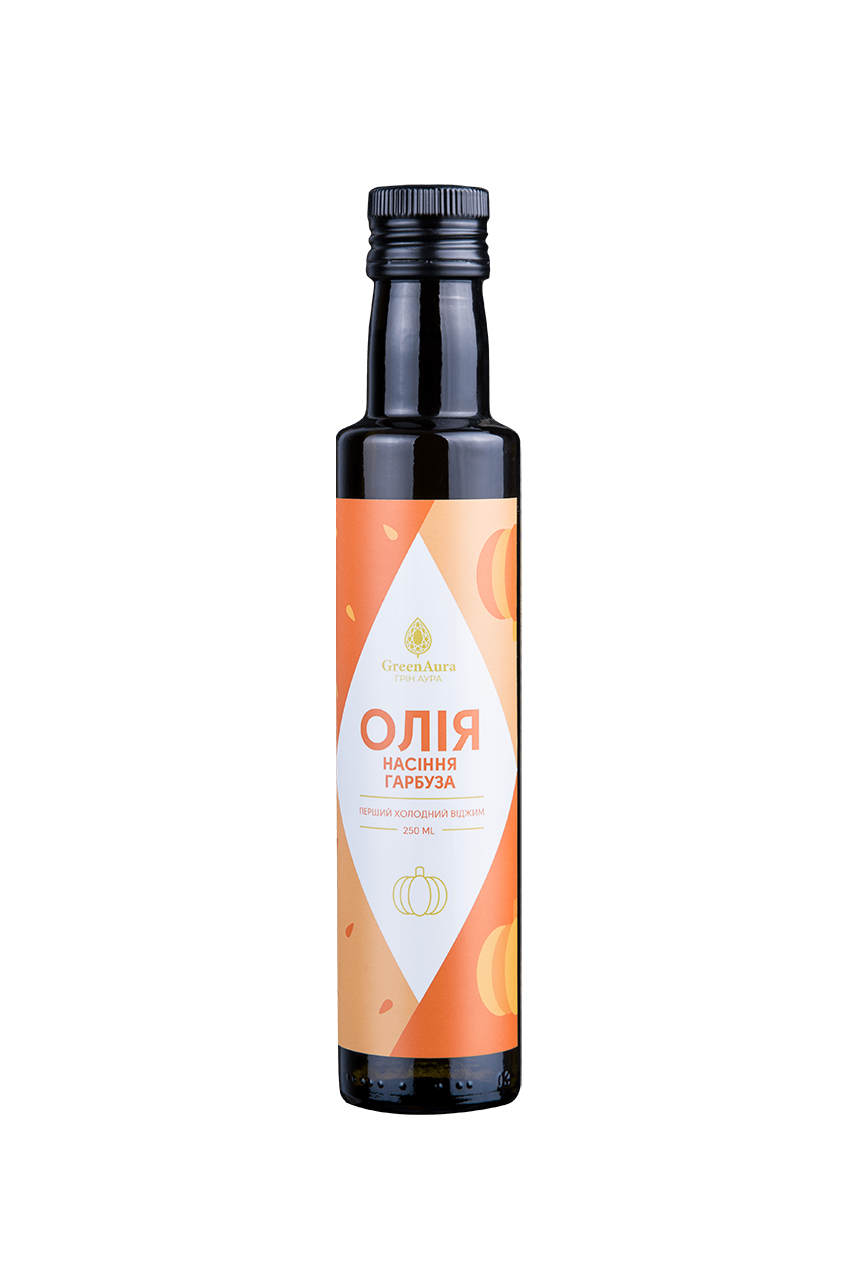 GreenAura
ГРІН АУРА
ОЛІЯ
НАСІННЯ
ГАРБУЗА
ПЕРШИЙ ХОЛОДНИЙ ВІДЖИМ
250 ML